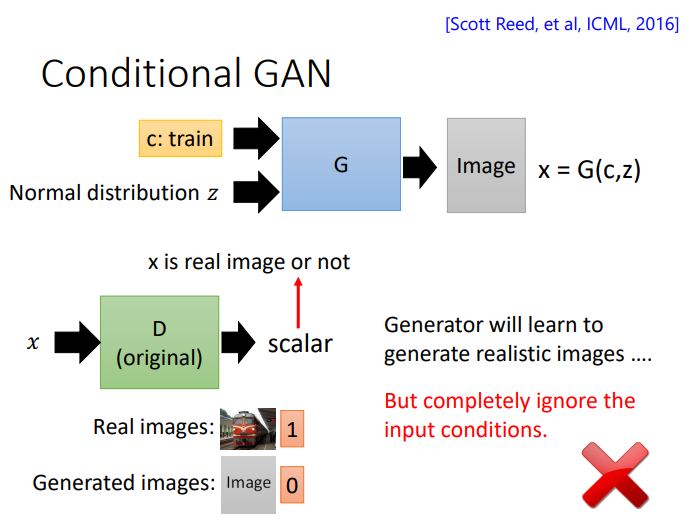 [Scott Reed, et al, ICML, 2016]
Conditional GAN
c: train
G
Image
x = G(c,z)
Normal distribution z
x is real image or not
x
D
(original)
scalar
Generator will learn to
generate realistic images ....
But completely ignore the
input conditions.
Real images:
1
Generated images:
Image
0